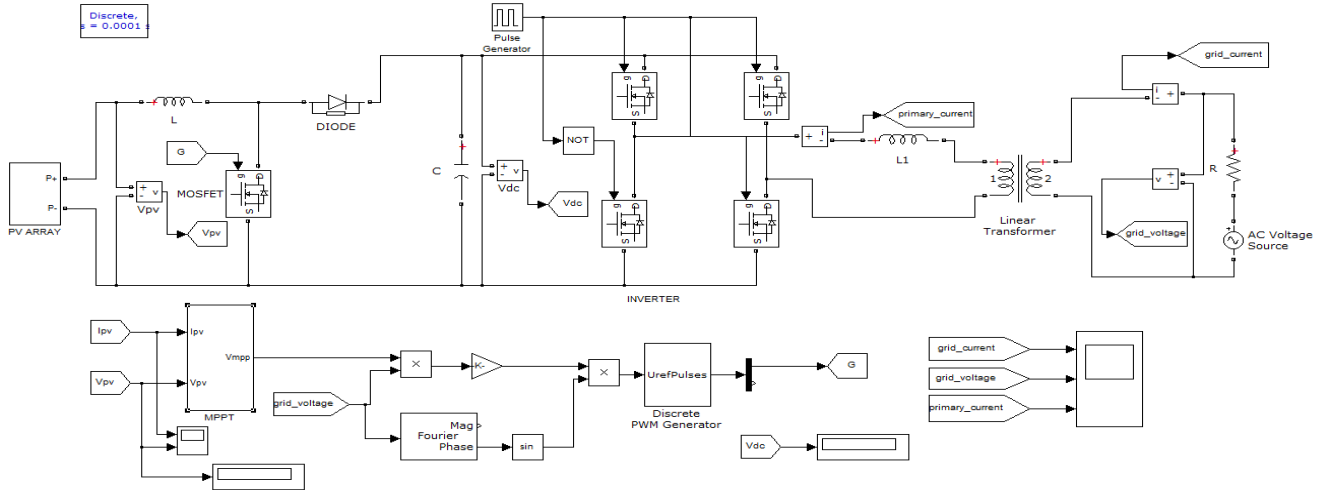 Discrete,
s = 0.0001 s
Pulse
Generator
grid_current
i
+
-
L
DIODE
g
C
S
g
C
S
primary_current
+
i
-
L1
NOT
G
MOSFET
g
C
S
C
+
-
v
Vdc
Vdc
g
C
S
g
C
S
1
2
Linear
Transformer
v
+
-
grid_voltage
R
+
AC Voltage
Source
P+
P-
PV ARRAY
+
-
v
Vpv
Vpv
INVERTER
Ipv
Vpv
Ipv
Vpv
Vmpp
MPPT
grid_voltage
×
K-
Mag
Fourier
Phase
sin
×
UrefPulses
Discrete
PWM Generator
G
Vdc
grid_current
grid_voltage
primary_current